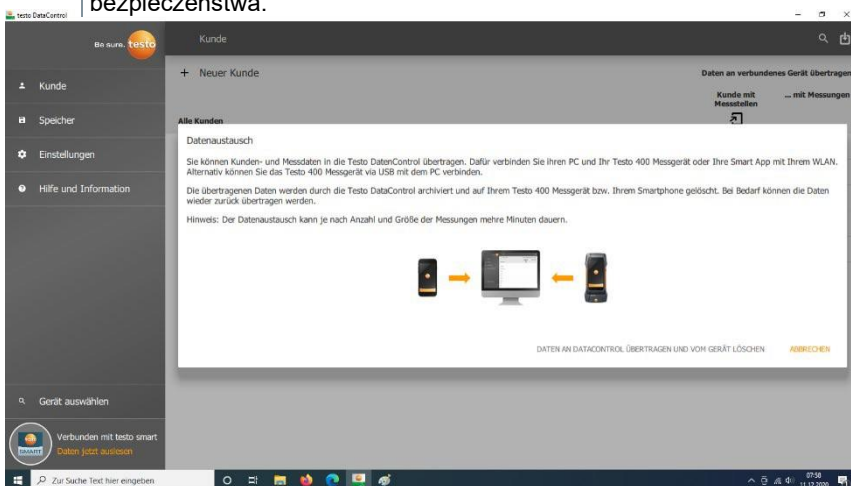 bezpieczeństwa.
testo DataControl
Be sure. testo
Kunde
Kunde
Speicher
Einstellungen
Hilfe und Information
+ Neuer Kunde
Daten an verbundenes Gerät übertragen
Kunde mit Messstellen
... mit Messungen
Alle Kunden
Datenaustausch
Sie können Kunden- und Messdaten in die Testo DatenControl übertragen. Dafür verbinden Sie ihren PC und Ihr Testo 400 Messgerät oder Ihre Smart App mit Ihrem WLAN.
Alternativ können Sie das Testo 400 Messgerät via USB mit dem PC verbinden.
Die übertragenen Daten werden durch die Testo DataControl archiviert und auf Ihrem Testo 400 Messgerät bzw. Ihrem Smartphone gelöscht. Bei Bedarf können die Daten
wieder zurück übertragen werden.
Hinweis: Der Datenaustausch kann je nach Anzahl und Größe der Messungen mehre Minuten dauern.
DATEN AN DATACONTROL ÜBERTRAGEN UND VOM GERÄT LÖSCHEN
ABBRECHEN
Gerät auswählen
SMART
Verbunden mit testo smart
Daten jetzt auslesen
Zur Suche Text hier eingeben
07:58
11.12.2020